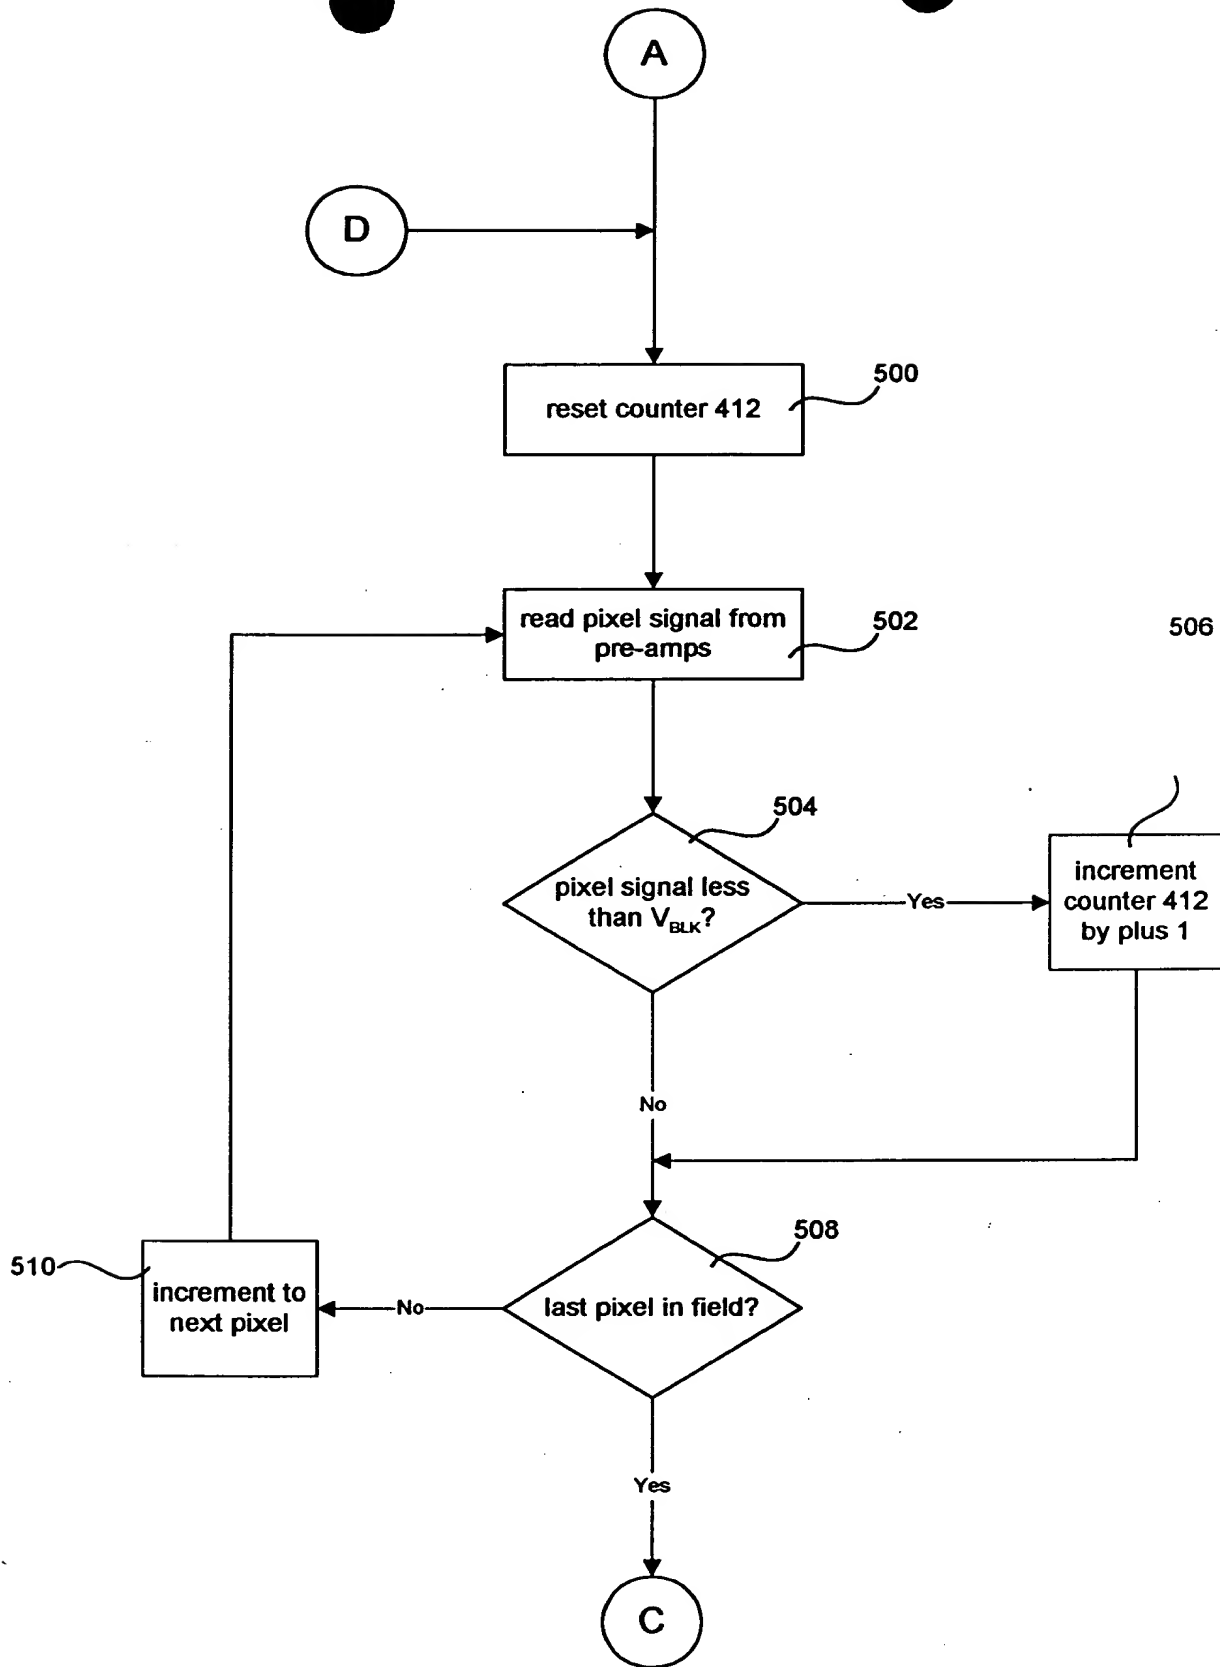 A
D
500
reset counter 412
read pixel signal from
pre-amps
502
506
504
pixel signal less
than V_BLK?
Yes
increment
counter 412
by plus 1
No
508
510
increment to
next pixel
No
last pixel in field?
Yes
C